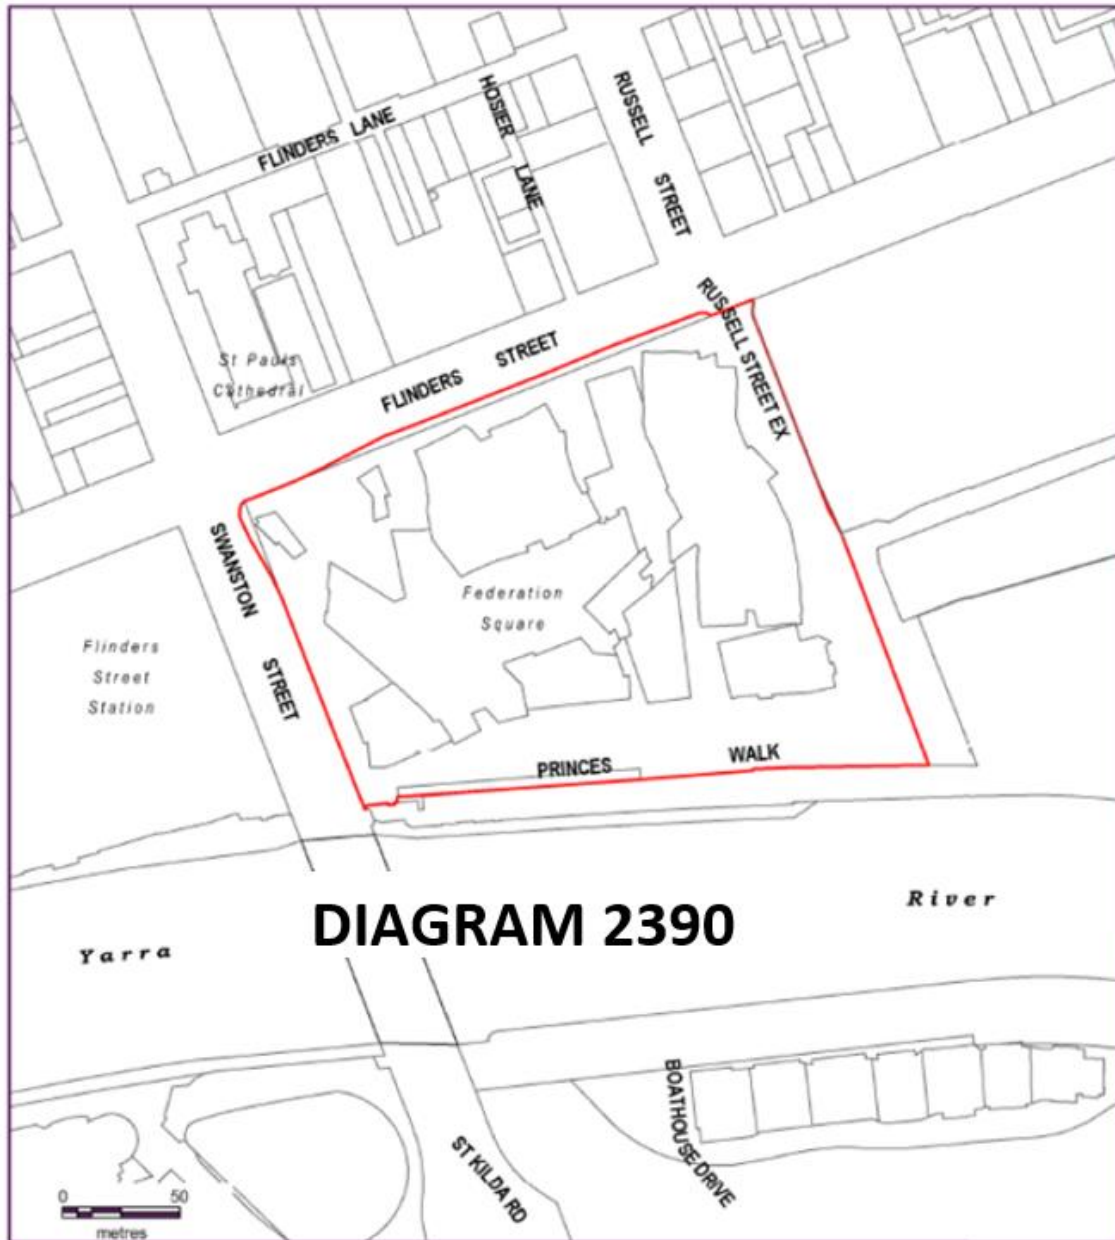 HOSIER
LANE
RUSSELL
STREET
FLINDERS LANE
RUSSELL STREET EX
St Pauls
Cathedral
FLINDERS STREET
SWANSTON
STREET
Federation
Square
Flinders
Street
Station
PRINCES WALK
River
DIAGRAM 2390
Yarra
BOATHOUSE DRIVE
ST KILDA RD
0 50
metres